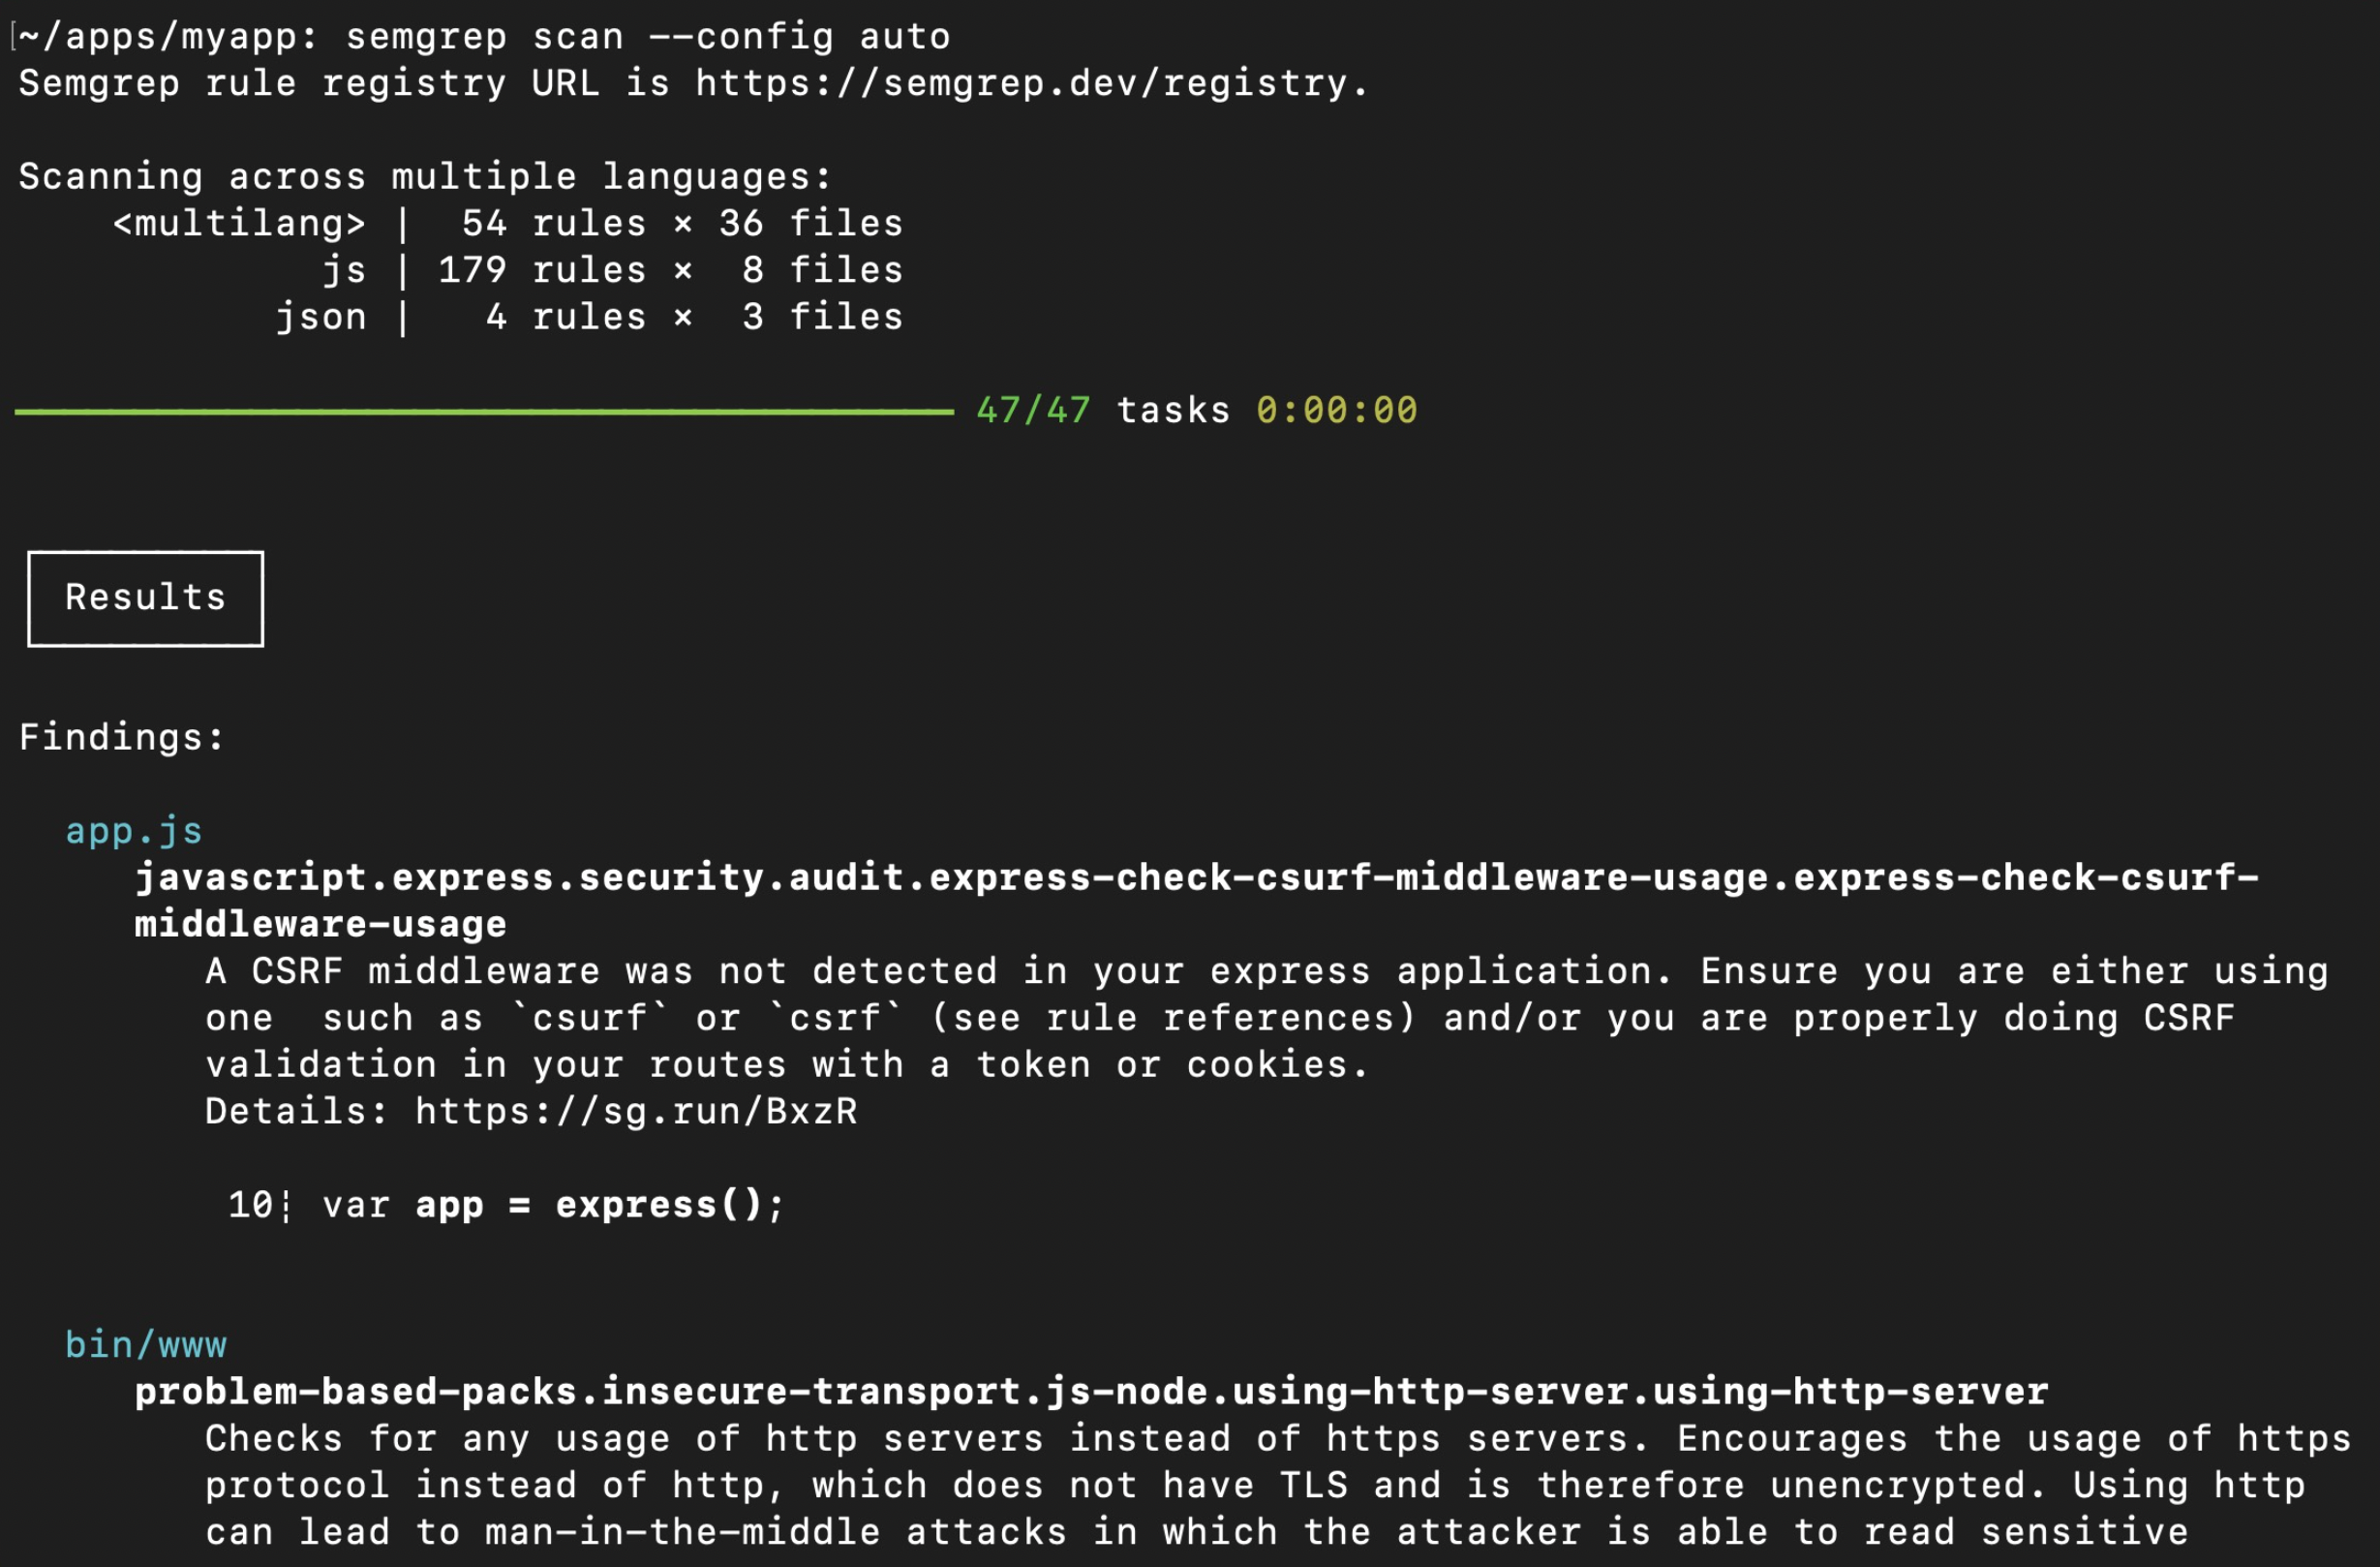 ~/apps/myapp: semgrep scan --config auto
Semgrep rule registry URL is https://semgrep.dev/registry.
Scanning across multiple languages:
<multilang> | 54 rules × 36 files
js | 179 rules × 8 files
json | 4 rules × 3 files
47/47 tasks 0:00:00
Results
Findings:
app.js
javascript.express.security.audit.express-check-csurf-middleware-usage.express-check-csurf-
middleware-usage
A CSRF middleware was not detected in your express application. Ensure you are either using
one  such as `csurf` or `csrf` (see rule references) and/or you are properly doing CSRF
validation in your routes with a token or cookies.
Details: https://sg.run/BxzR
10┆ var app = express();
bin/www
problem-based-packs.insecure-transport.js-node.using-http-server.using-http-server
Checks for any usage of http servers instead of https servers. Encourages the usage of https
protocol instead of http, which does not have TLS and is therefore unencrypted. Using http
can lead to man-in-the-middle attacks in which the attacker is able to read sensitive